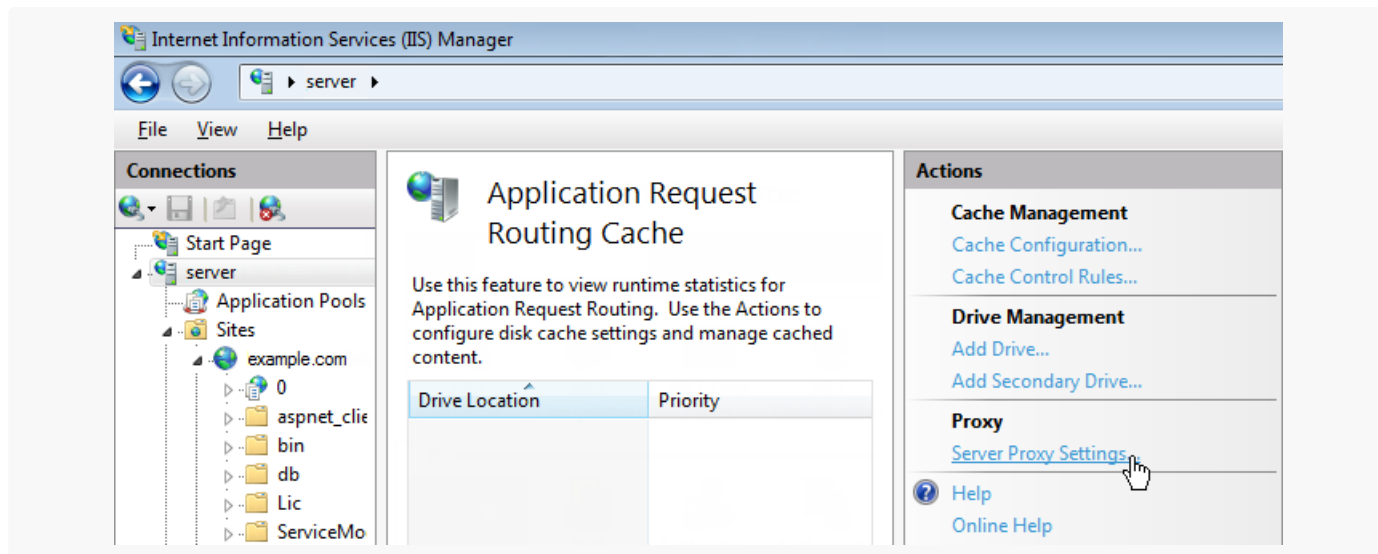 Internet Information Services (IIS) Manager
server
File View Help
Connections
Start Page
server
Application Pools
Sites
example.com
0
aspnet_clie
bin
db
Lic
ServiceMo
Application Request
Routing Cache
Use this feature to view runtime statistics for
Application Request Routing. Use the Actions to
configure disk cache settings and manage cached
content.
Drive Location Priority
Actions
Cache Management
Cache Configuration...
Cache Control Rules...
Drive Management
Add Drive...
Add Secondary Drive...
Proxy
Server Proxy Settings...
Help
Online Help